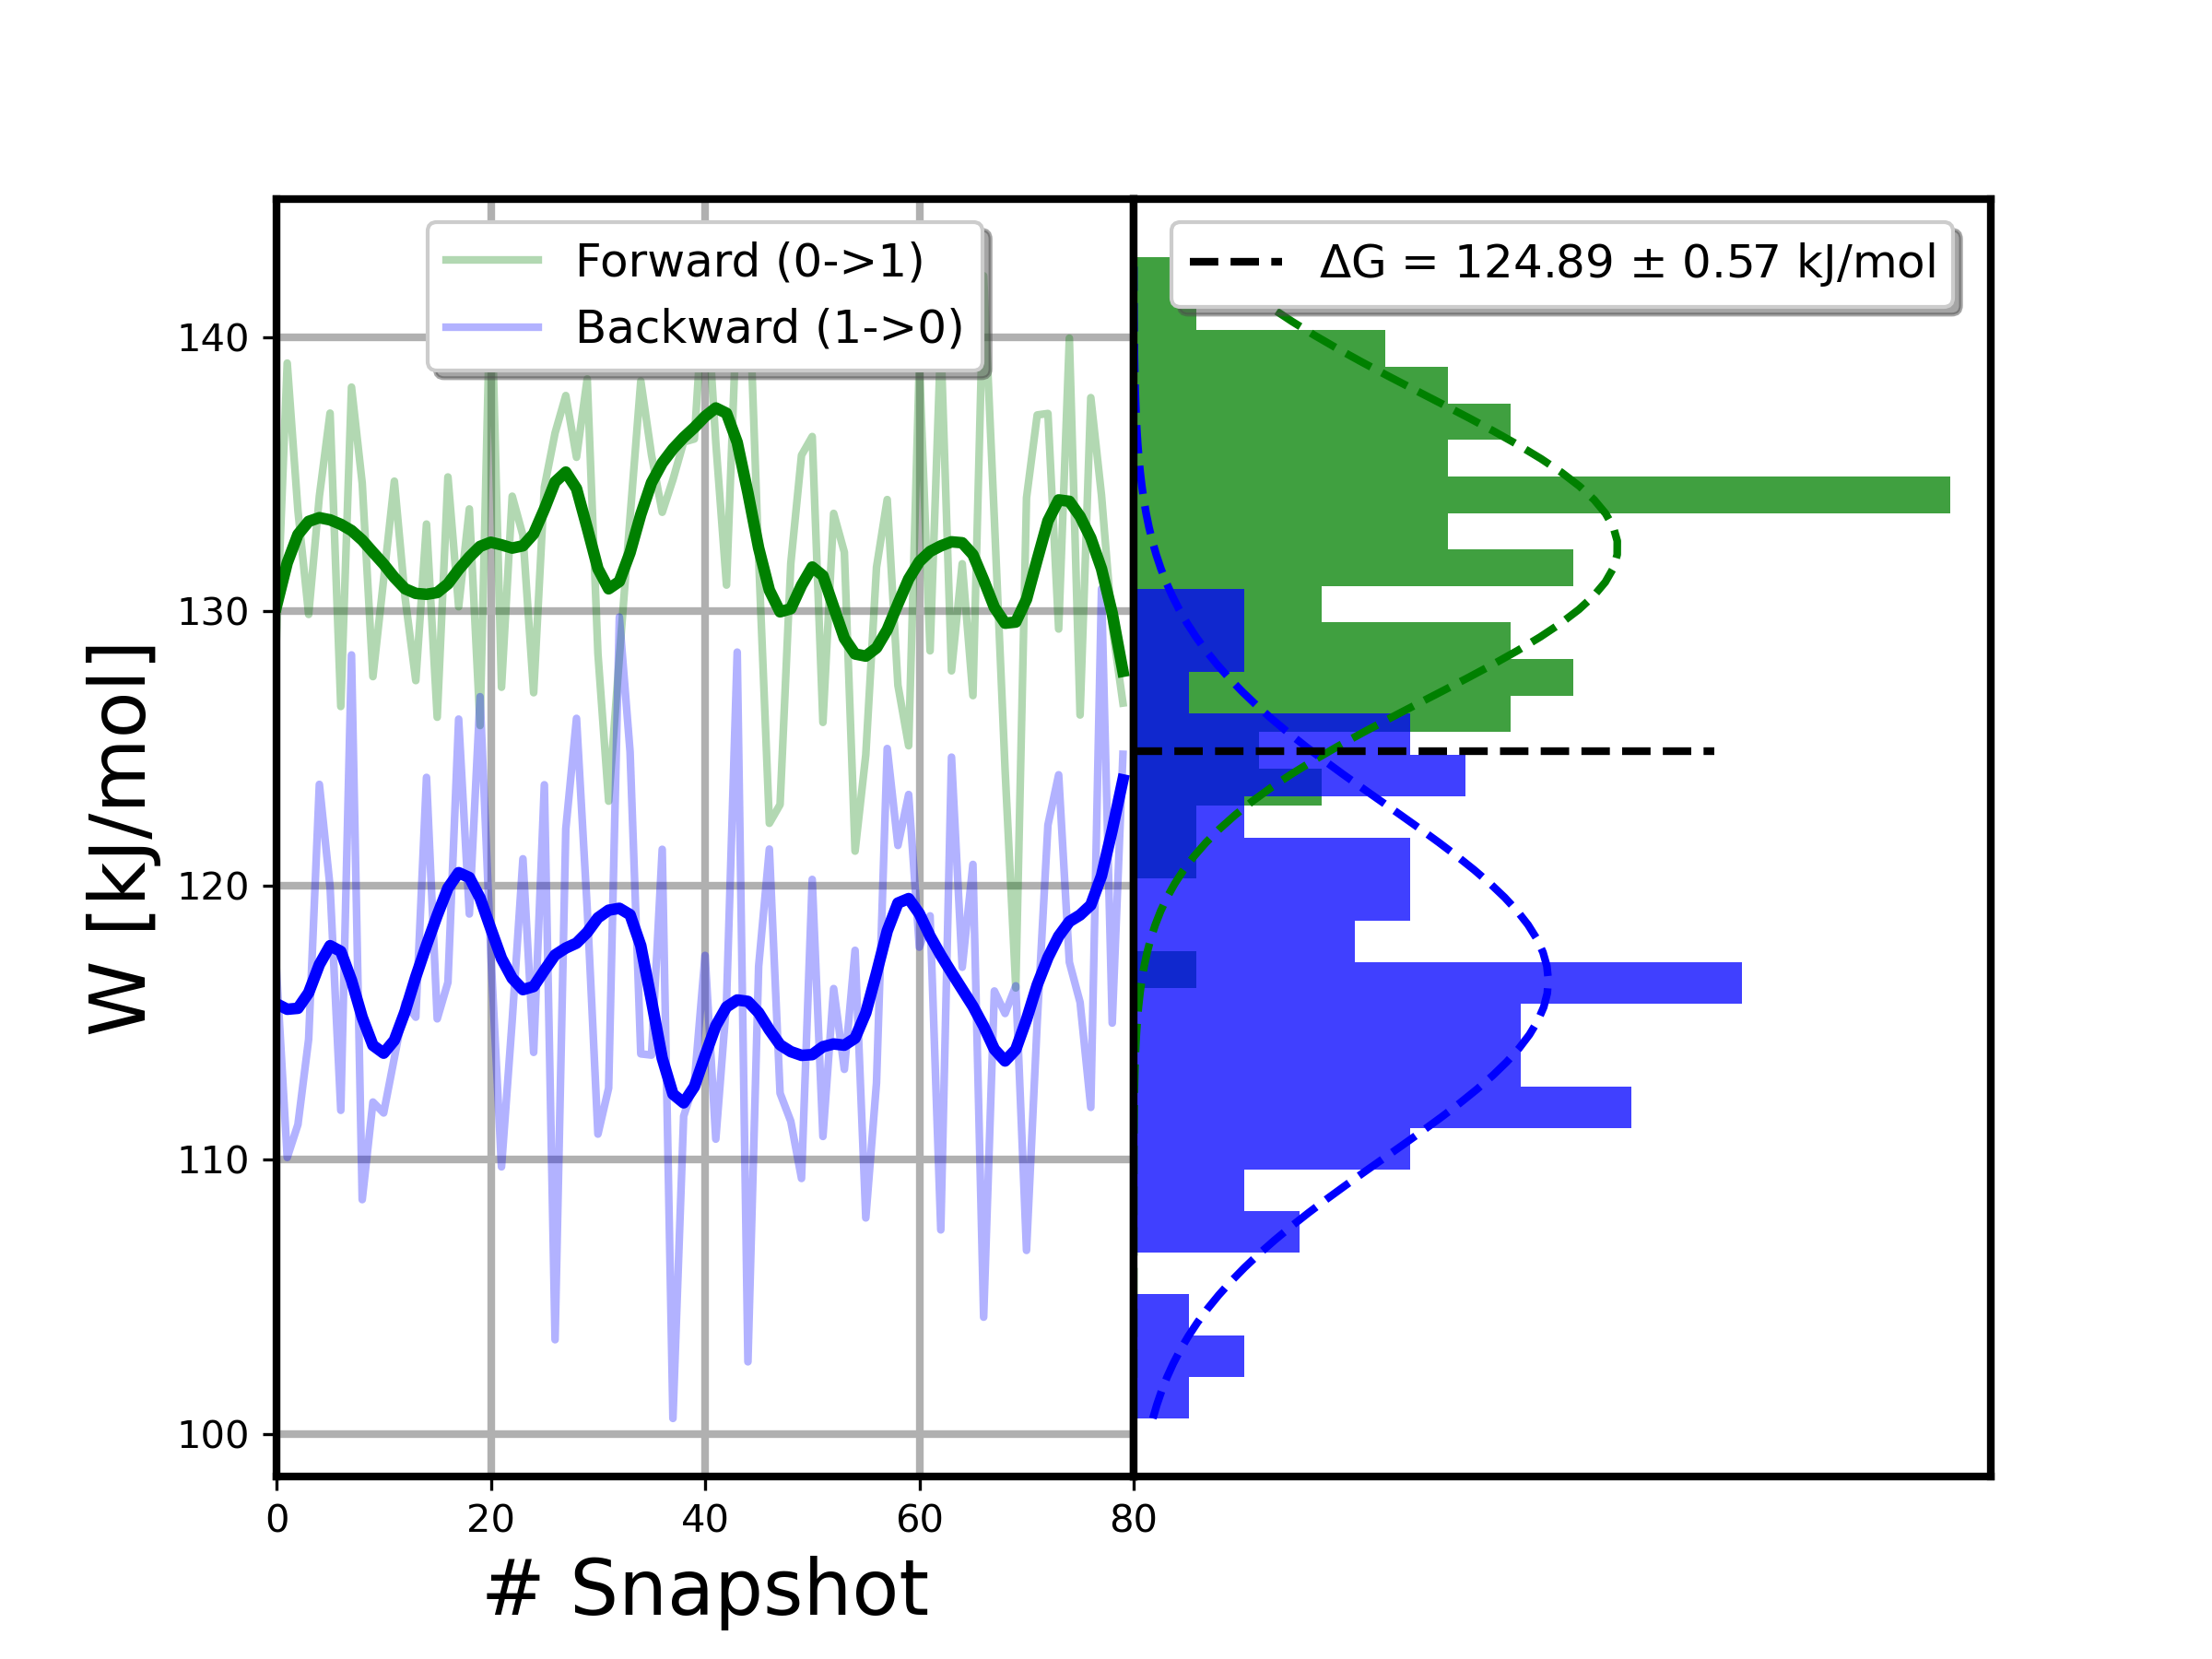 Forward (0->1)
Backward (1->0)
ΔG = 124.89 ± 0.57 kJ/mol
140
130
120
110
100
W [kJ/mol]
0 20 40 60 80
# Snapshot